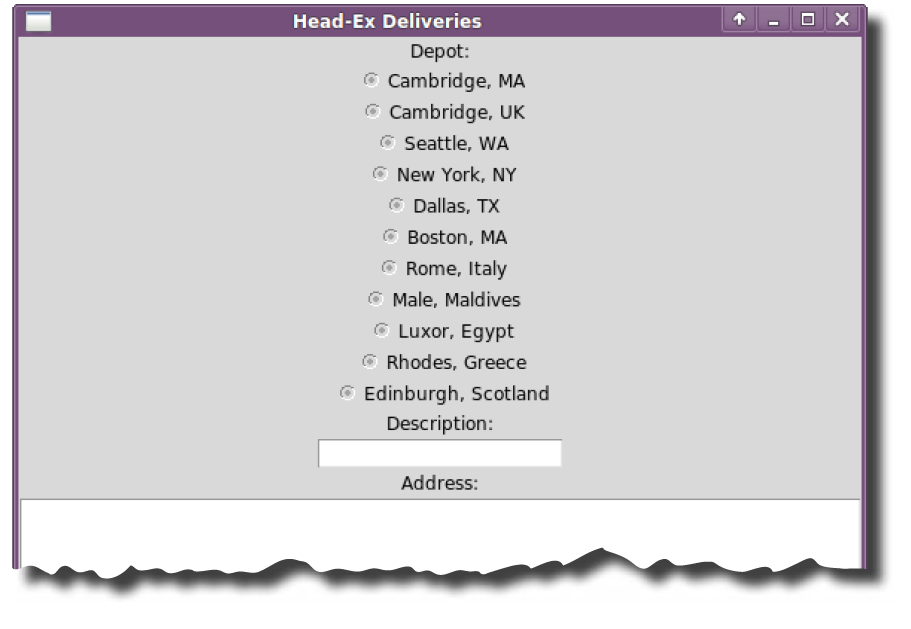 Head-Ex Deliveries
Depot:
Cambridge, MA
Cambridge, UK
Seattle, WA
New York, NY
Dallas, TX
Boston, MA
Rome, Italy
Male, Maldives
Luxor, Egypt
Rhodes, Greece
Edinburgh, Scotland
Description:
Address: